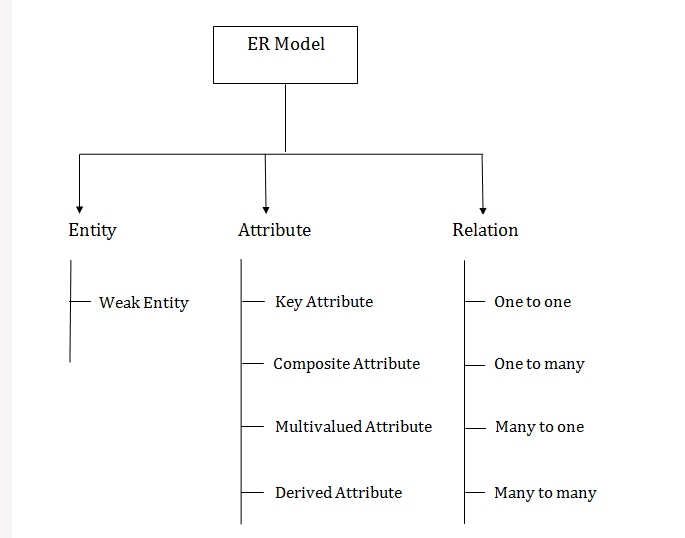 ER Model
Entity
Attribute
Relation
Weak Entity
Key Attribute
One to one
Composite Attribute
One to many
Multivalued Attribute
Many to one
Derived Attribute
Many to many